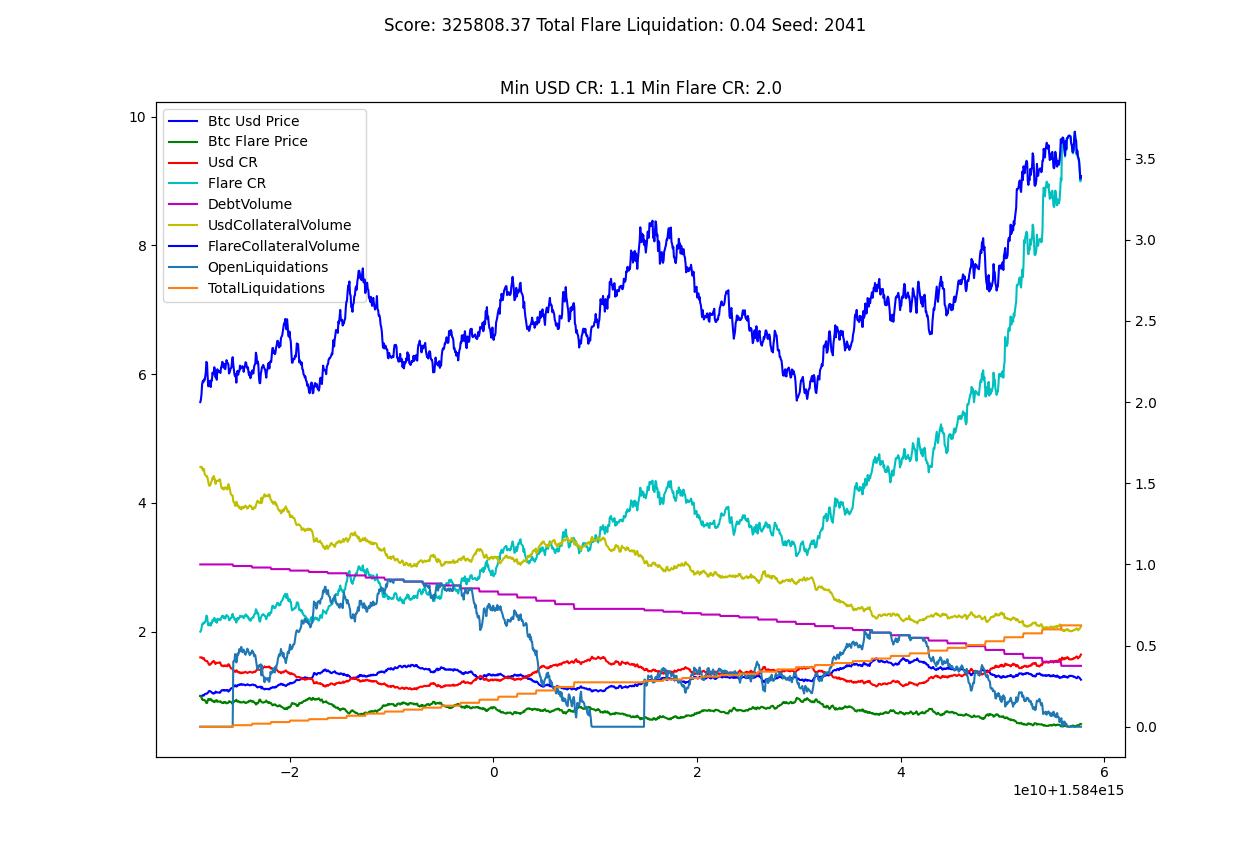 Score: 325808.37 Total Flare Liquidation: 0.04 Seed: 2041
Min USD CR: 1.1 Min Flare CR: 2.0
Btc Usd Price
Btc Flare Price
Usd CR
Flare CR
DebtVolume
UsdCollateralVolume
FlareCollateralVolume
OpenLiquidations
TotalLiquidations
10
8
6
4
2
3.5
3.0
2.5
2.0
1.5
1.0
0.5
0.0
−2 0 2 4 6
1e10+1.584e15